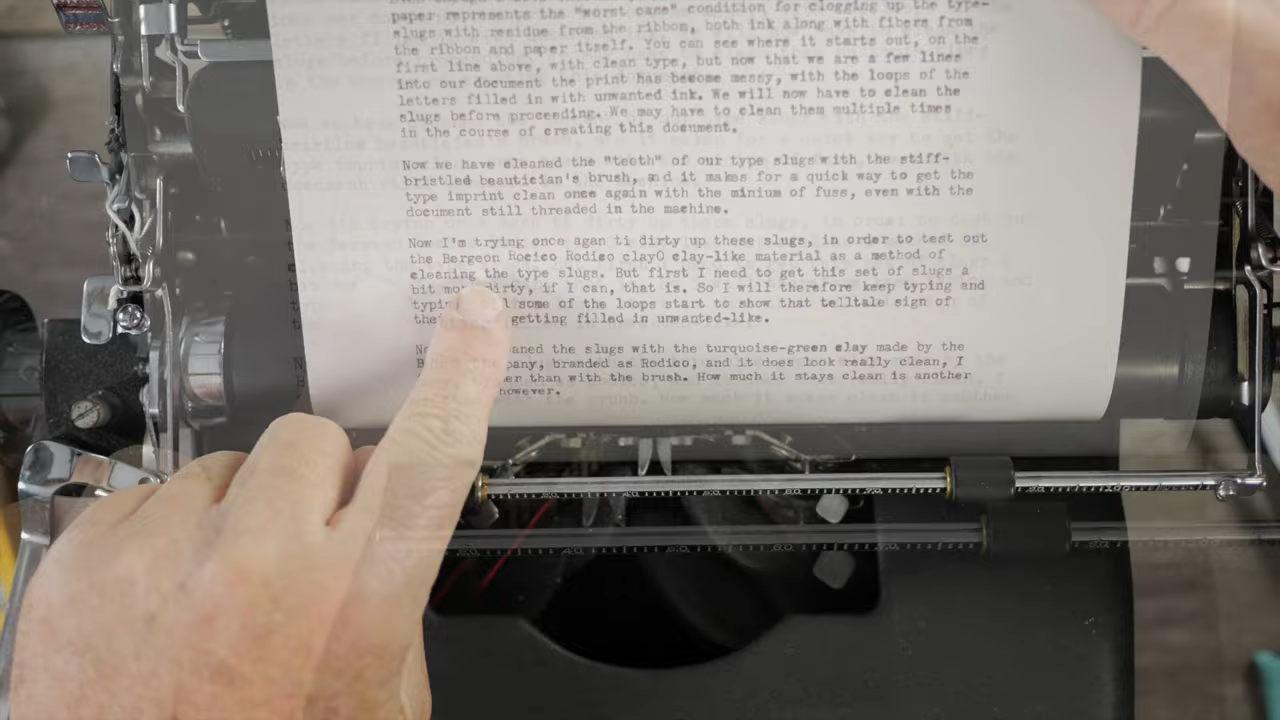 paper represents the "worst case" condition for clogging up the type-
slugs with residue from the ribbon, both ink along with fibers from
the ribbon and paper itself. You can see where it starts out, on the
first line above, with clean type, but now that we are a few lines
into our document the print has become messy, with the loops of the
letters filled in with unwanted ink. We will now have to clean the
slugs before proceeding. We may have to clean them multiple times
in the course of creating this document.
Now we have cleaned the "teeth" of our type slugs with the stiff-
bristled beautician's brush, and it makes for a quick way to get the
type imprint clean once again with the minium of fuss, even with the
document still threaded in the machine.
Now I'm trying once agan ti dirty up these slugs, in order to test out
the Bergeon Rocico Rodico clayO clay-like material as a method of
cleaning the type slugs. But first I need to get this set of slugs a
bit dirty, if I can, that is. So I will therefore keep typing and
some of the loops start to show that telltale sign of
getting filled in unwanted-like.
the slugs with the turquoise-green clay made by the
branded as Rodico, and it does look really clean, I
than with the brush. How much it stays clean is another
however.